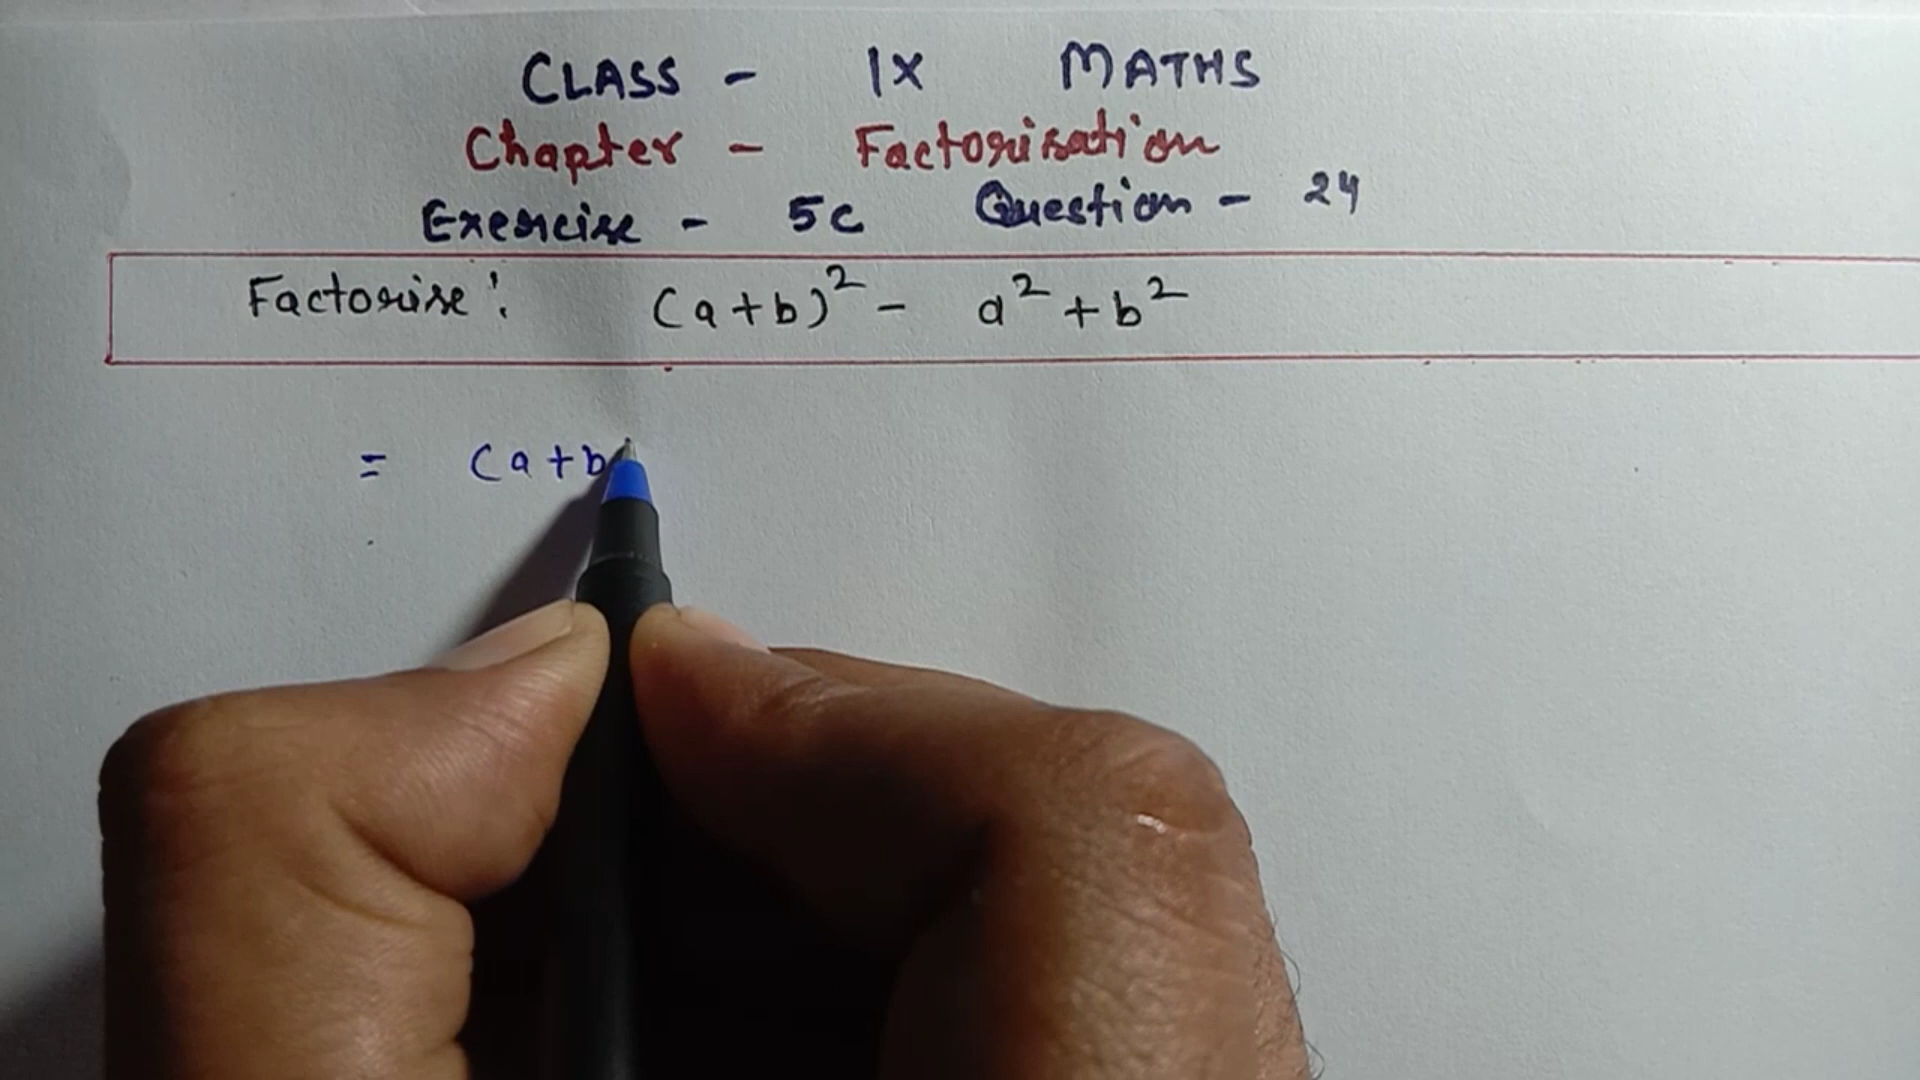 CLASS - IX MATHS
Chapter - Factorisation
Exercise - 5C Question - 24
Factorise: (a+b)² - a² + b²
= (a+b